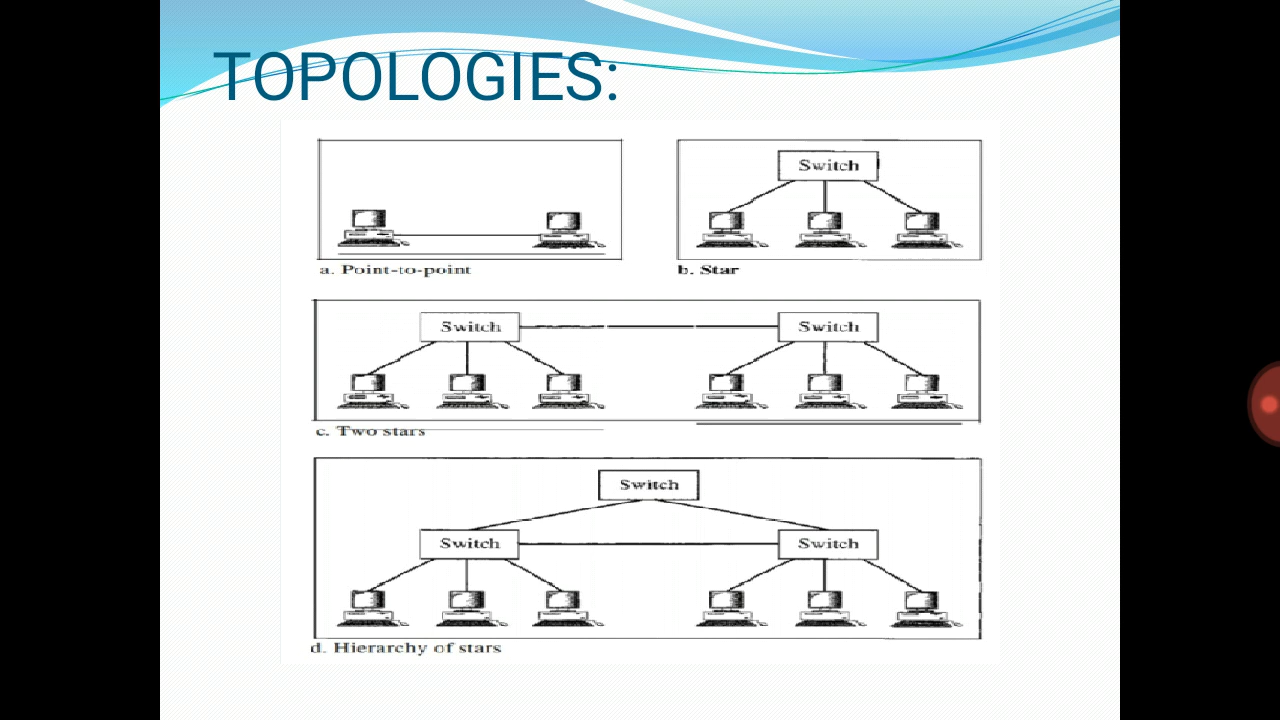 TOPOLOGIES:
Switch
a. Point-to-point
b. Star
Switch
Switch
c. Two stars
Switch
Switch
Switch
d. Hierarchy of stars